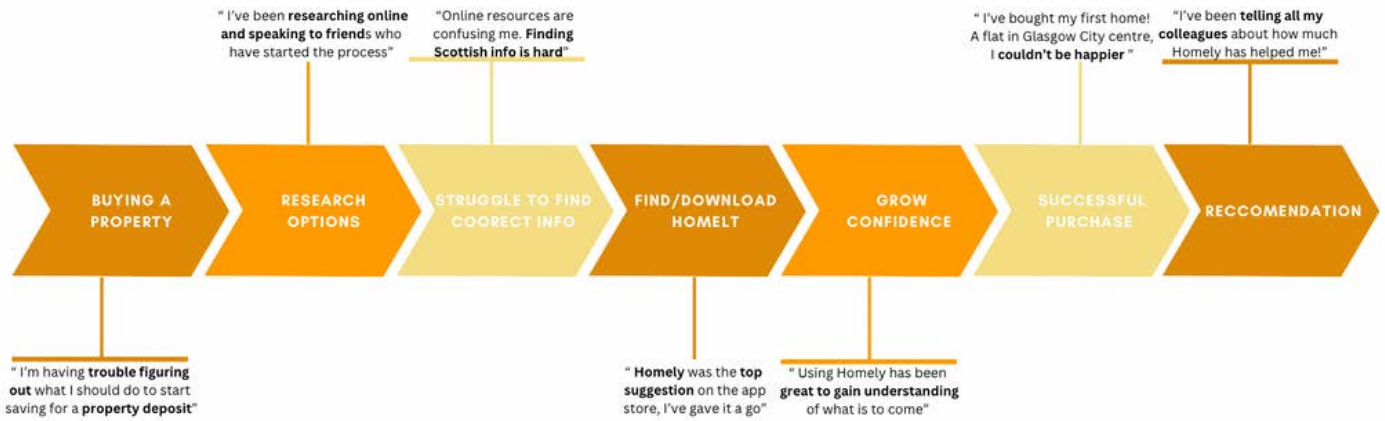 “ I’ve been researching online
and speaking to friends who
have started the process”
“Online resources are
confusing me. Finding
Scottish info is hard”
“ I’ve bought my first home!
A flat in Glasgow City centre,
I couldn’t be happier ”
“I’ve been telling all my
colleagues about how much
Homely has helped me!”
BUYING A
PROPERTY
RESEARCH
OPTIONS
STRUGGLE TO FIND
COORECT INFO
FIND/DOWNLOAD
HOMELT
GROW
CONFIDENCE
SUCCESSFUL
PURCHASE
RECCOMENDATION
“ I’m having trouble figuring
out what I should do to start
saving for a property deposit”
“ Homely was the top
suggestion on the app
store, I’ve gave it a go”
“ Using Homely has been
great to gain understanding
of what is to come”